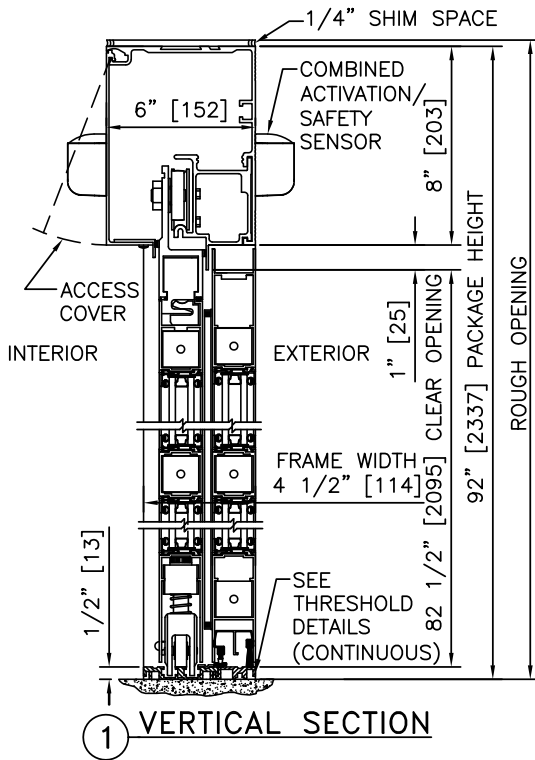 1/4" SHIM SPACE
COMBINED
ACTIVATION/
SAFETY
SENSOR
6" [152]
8" [203]
ACCESS
COVER
INTERIOR
EXTERIOR
1" [25]
82 1/2" [2095] CLEAR OPENING
92" [2337] PACKAGE HEIGHT
ROUGH OPENING
FRAME WIDTH
4 1/2" [114]
1/2" [13]
SEE
THRESHOLD
DETAILS
(CONTINUOUS)
1 VERTICAL SECTION